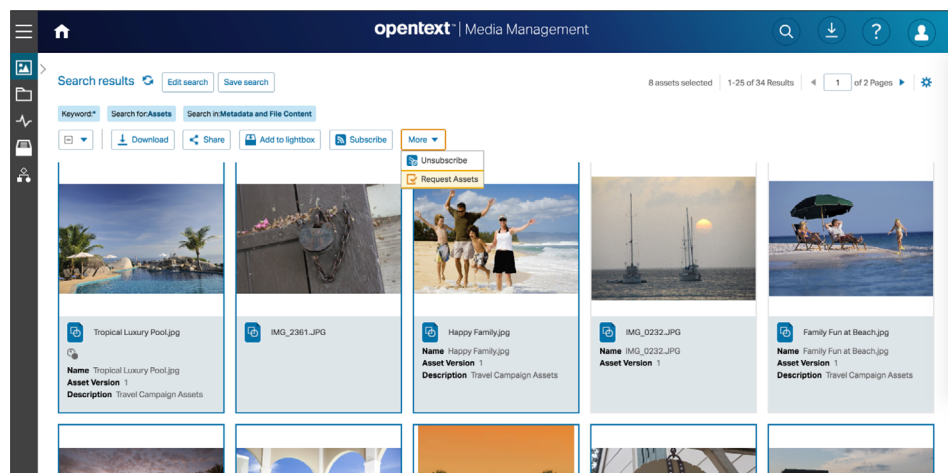 opentext™ | Media Management
Search results Edit search Save search 8 assets selected 1-25 of 34 Results 1 of 2 Pages
Keyword:* Search for:Assets Search in:Metadata and File Content
Download Share Add to lightbox Subscribe More
Unsubscribe
Request Assets
Tropical Luxury Pool.jpg
Name Tropical Luxury Pool.jpg
Asset Version 1
Description Travel Campaign Assets
IMG_2361.JPG
Happy Family.jpg
Name Happy Family.jpg
Asset Version 1
Description Travel Campaign Assets
IMG_0232.JPG
Name IMG_0232.JPG
Asset Version 1
Family Fun at Beach.jpg
Name Family Fun at Beach.jpg
Asset Version 1
Description Travel Campaign Assets